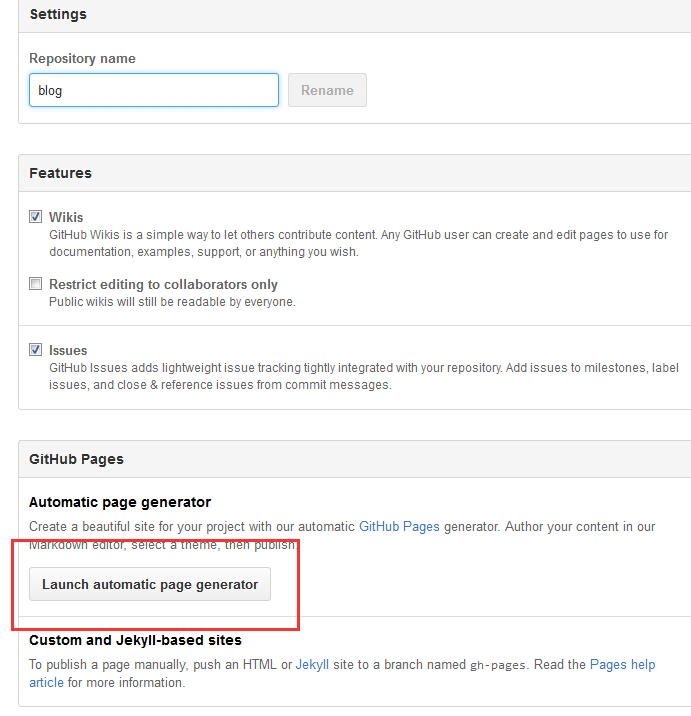 Settings
Repository name
blog
Rename
Features
Wikis
GitHub Wikis is a simple way to let others contribute content. Any GitHub user can create and edit pages to use for
documentation, examples, support, or anything you wish.
Restrict editing to collaborators only
Public wikis will still be readable by everyone.
Issues
GitHub Issues adds lightweight issue tracking tightly integrated with your repository. Add issues to milestones, label
issues, and close & reference issues from commit messages.
GitHub Pages
Automatic page generator
Create a beautiful site for your project with our automatic GitHub Pages generator. Author your content in our
Markdown editor, select a theme, then publish.
Launch automatic page generator
Custom and Jekyll-based sites
To publish a page manually, push an HTML or Jekyll site to a branch named gh-pages. Read the Pages help
article for more information.